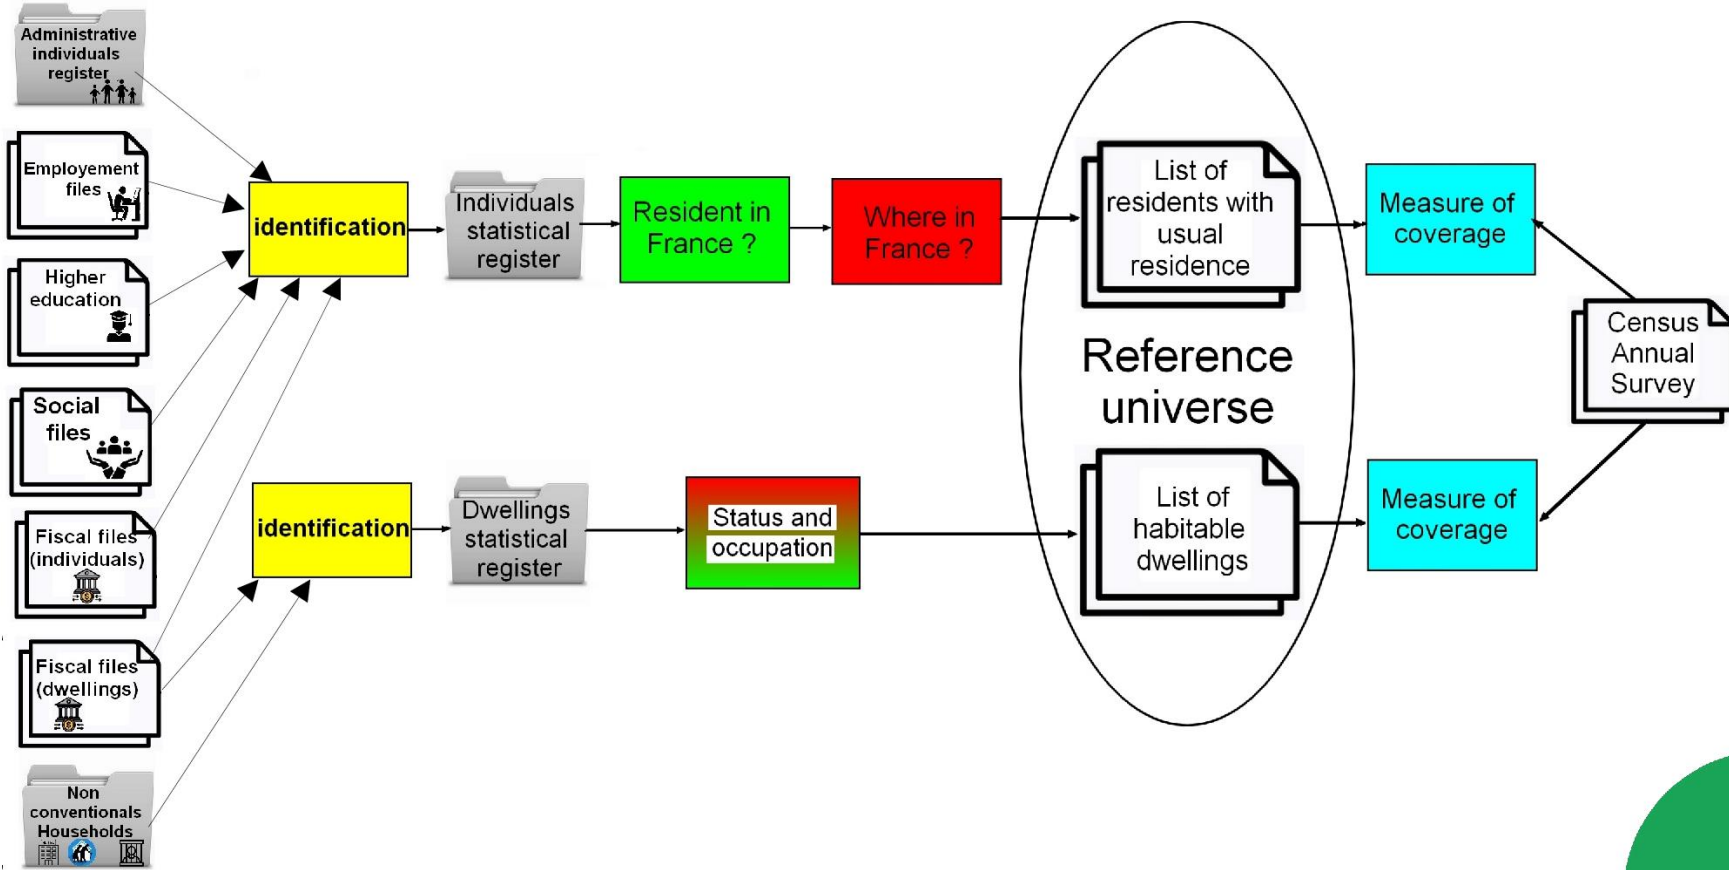 Administrative
individuals
register
Employement
files
Higher
education
Social
files
Fiscal files
(individuals)
Fiscal files
(dwellings)
Non
conventionals
Households
identification
Individuals
statistical
register
Resident in
France ?
Where in
France ?
List of
residents with
usual
residence
Measure of
coverage
Reference
universe
Census
Annual
Survey
identification
Dwellings
statistical
register
Status and
occupation
List of
habitable
dwellings
Measure of
coverage